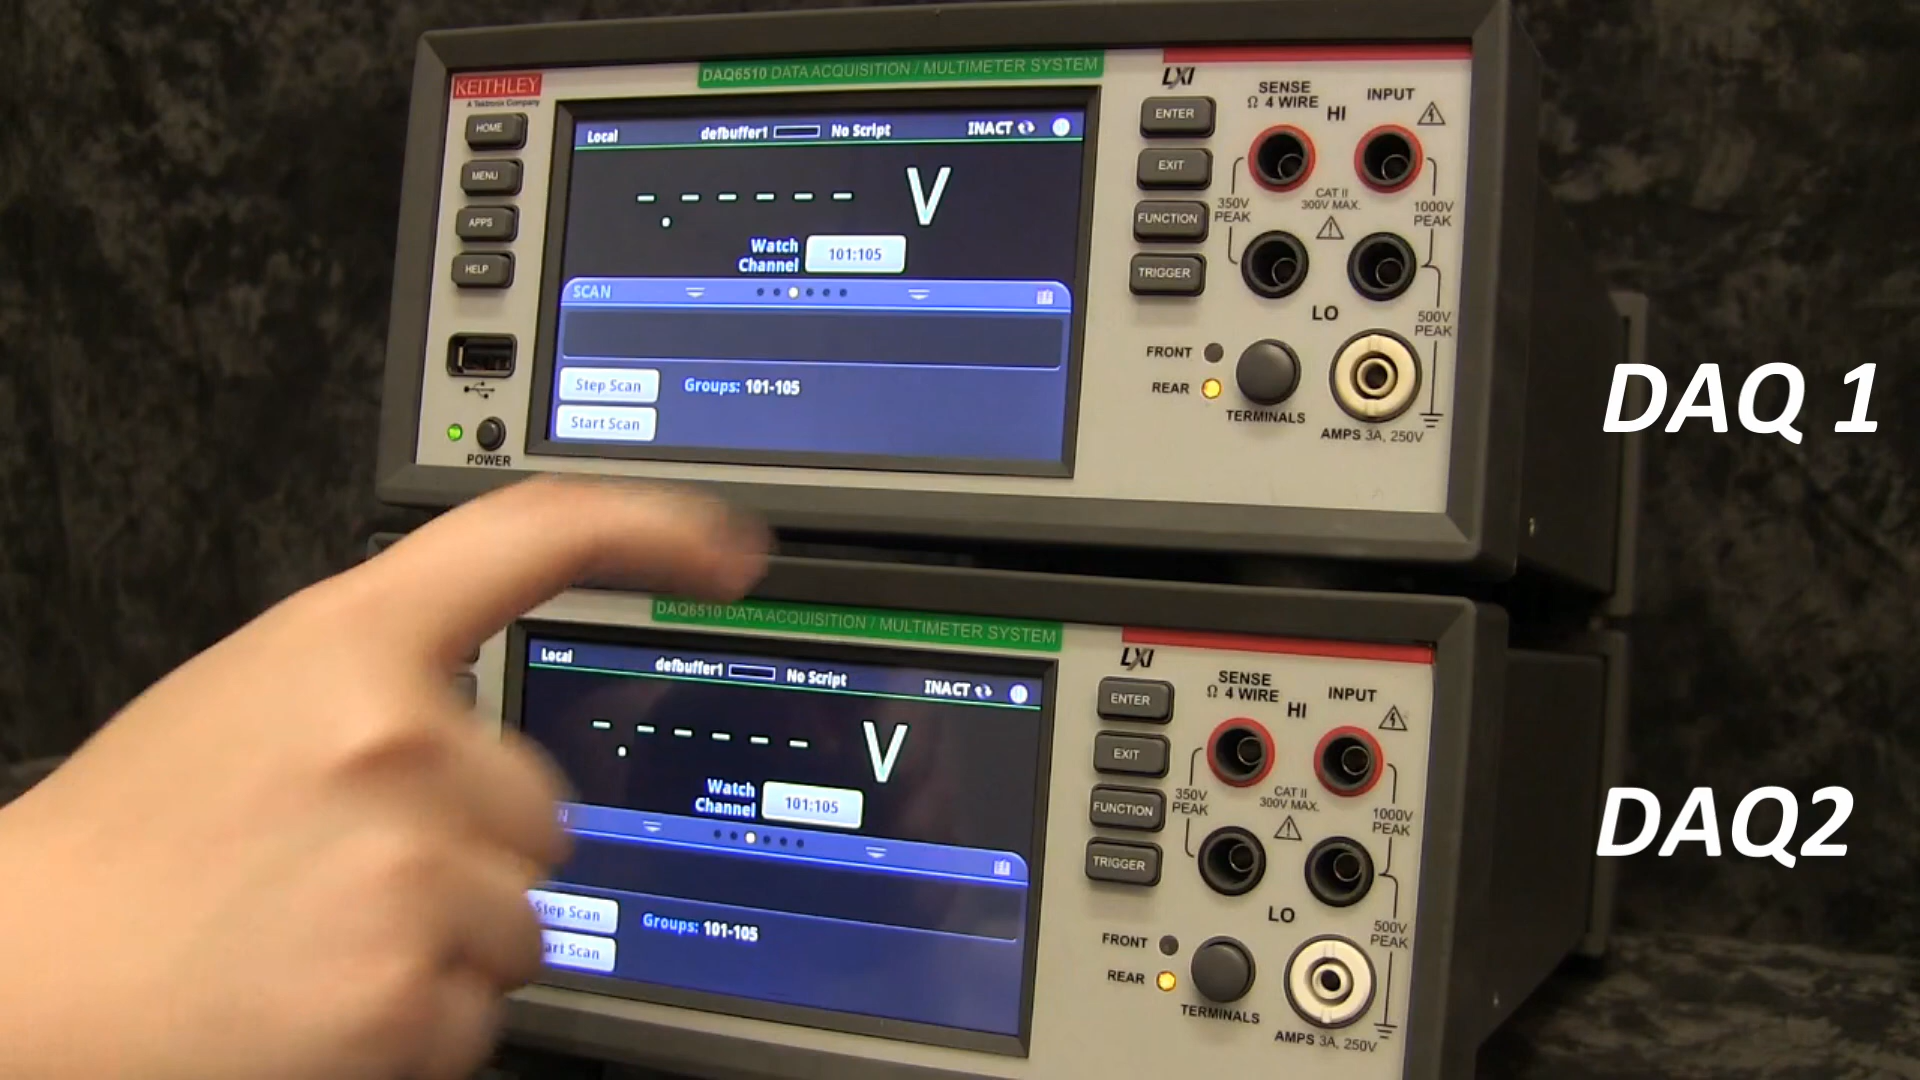 DAQ6510 DATA ACQUISITION / MULTIMETER SYSTEM
KEITHLEY
A Tektronix Company
HOME
MENU
APPS
HELP
POWER
Local defbuffer1 No Script INACT
V
Watch
Channel
101:105
SCAN
Step Scan
Groups: 101-105
Start Scan
LXI
ENTER
EXIT
FUNCTION
TRIGGER
SENSE
Ω 4 WIRE
HI
INPUT
350V
PEAK
CAT II
300V MAX.
1000V
PEAK
LO
500V
PEAK
FRONT
REAR
TERMINALS
AMPS 3A, 250V
DAQ 1
DAQ6510 DATA ACQUISITION / MULTIMETER SYSTEM
Local defbuffer1 No Script INACT
V
Watch
Channel
101:105
Step Scan
Groups: 101-105
art Scan
LXI
ENTER
EXIT
FUNCTION
TRIGGER
SENSE
Ω 4 WIRE
HI
INPUT
350V
PEAK
CAT II
300V MAX.
1000V
PEAK
LO
500V
PEAK
FRONT
REAR
TERMINALS
AMPS 3A, 250V
DAQ2